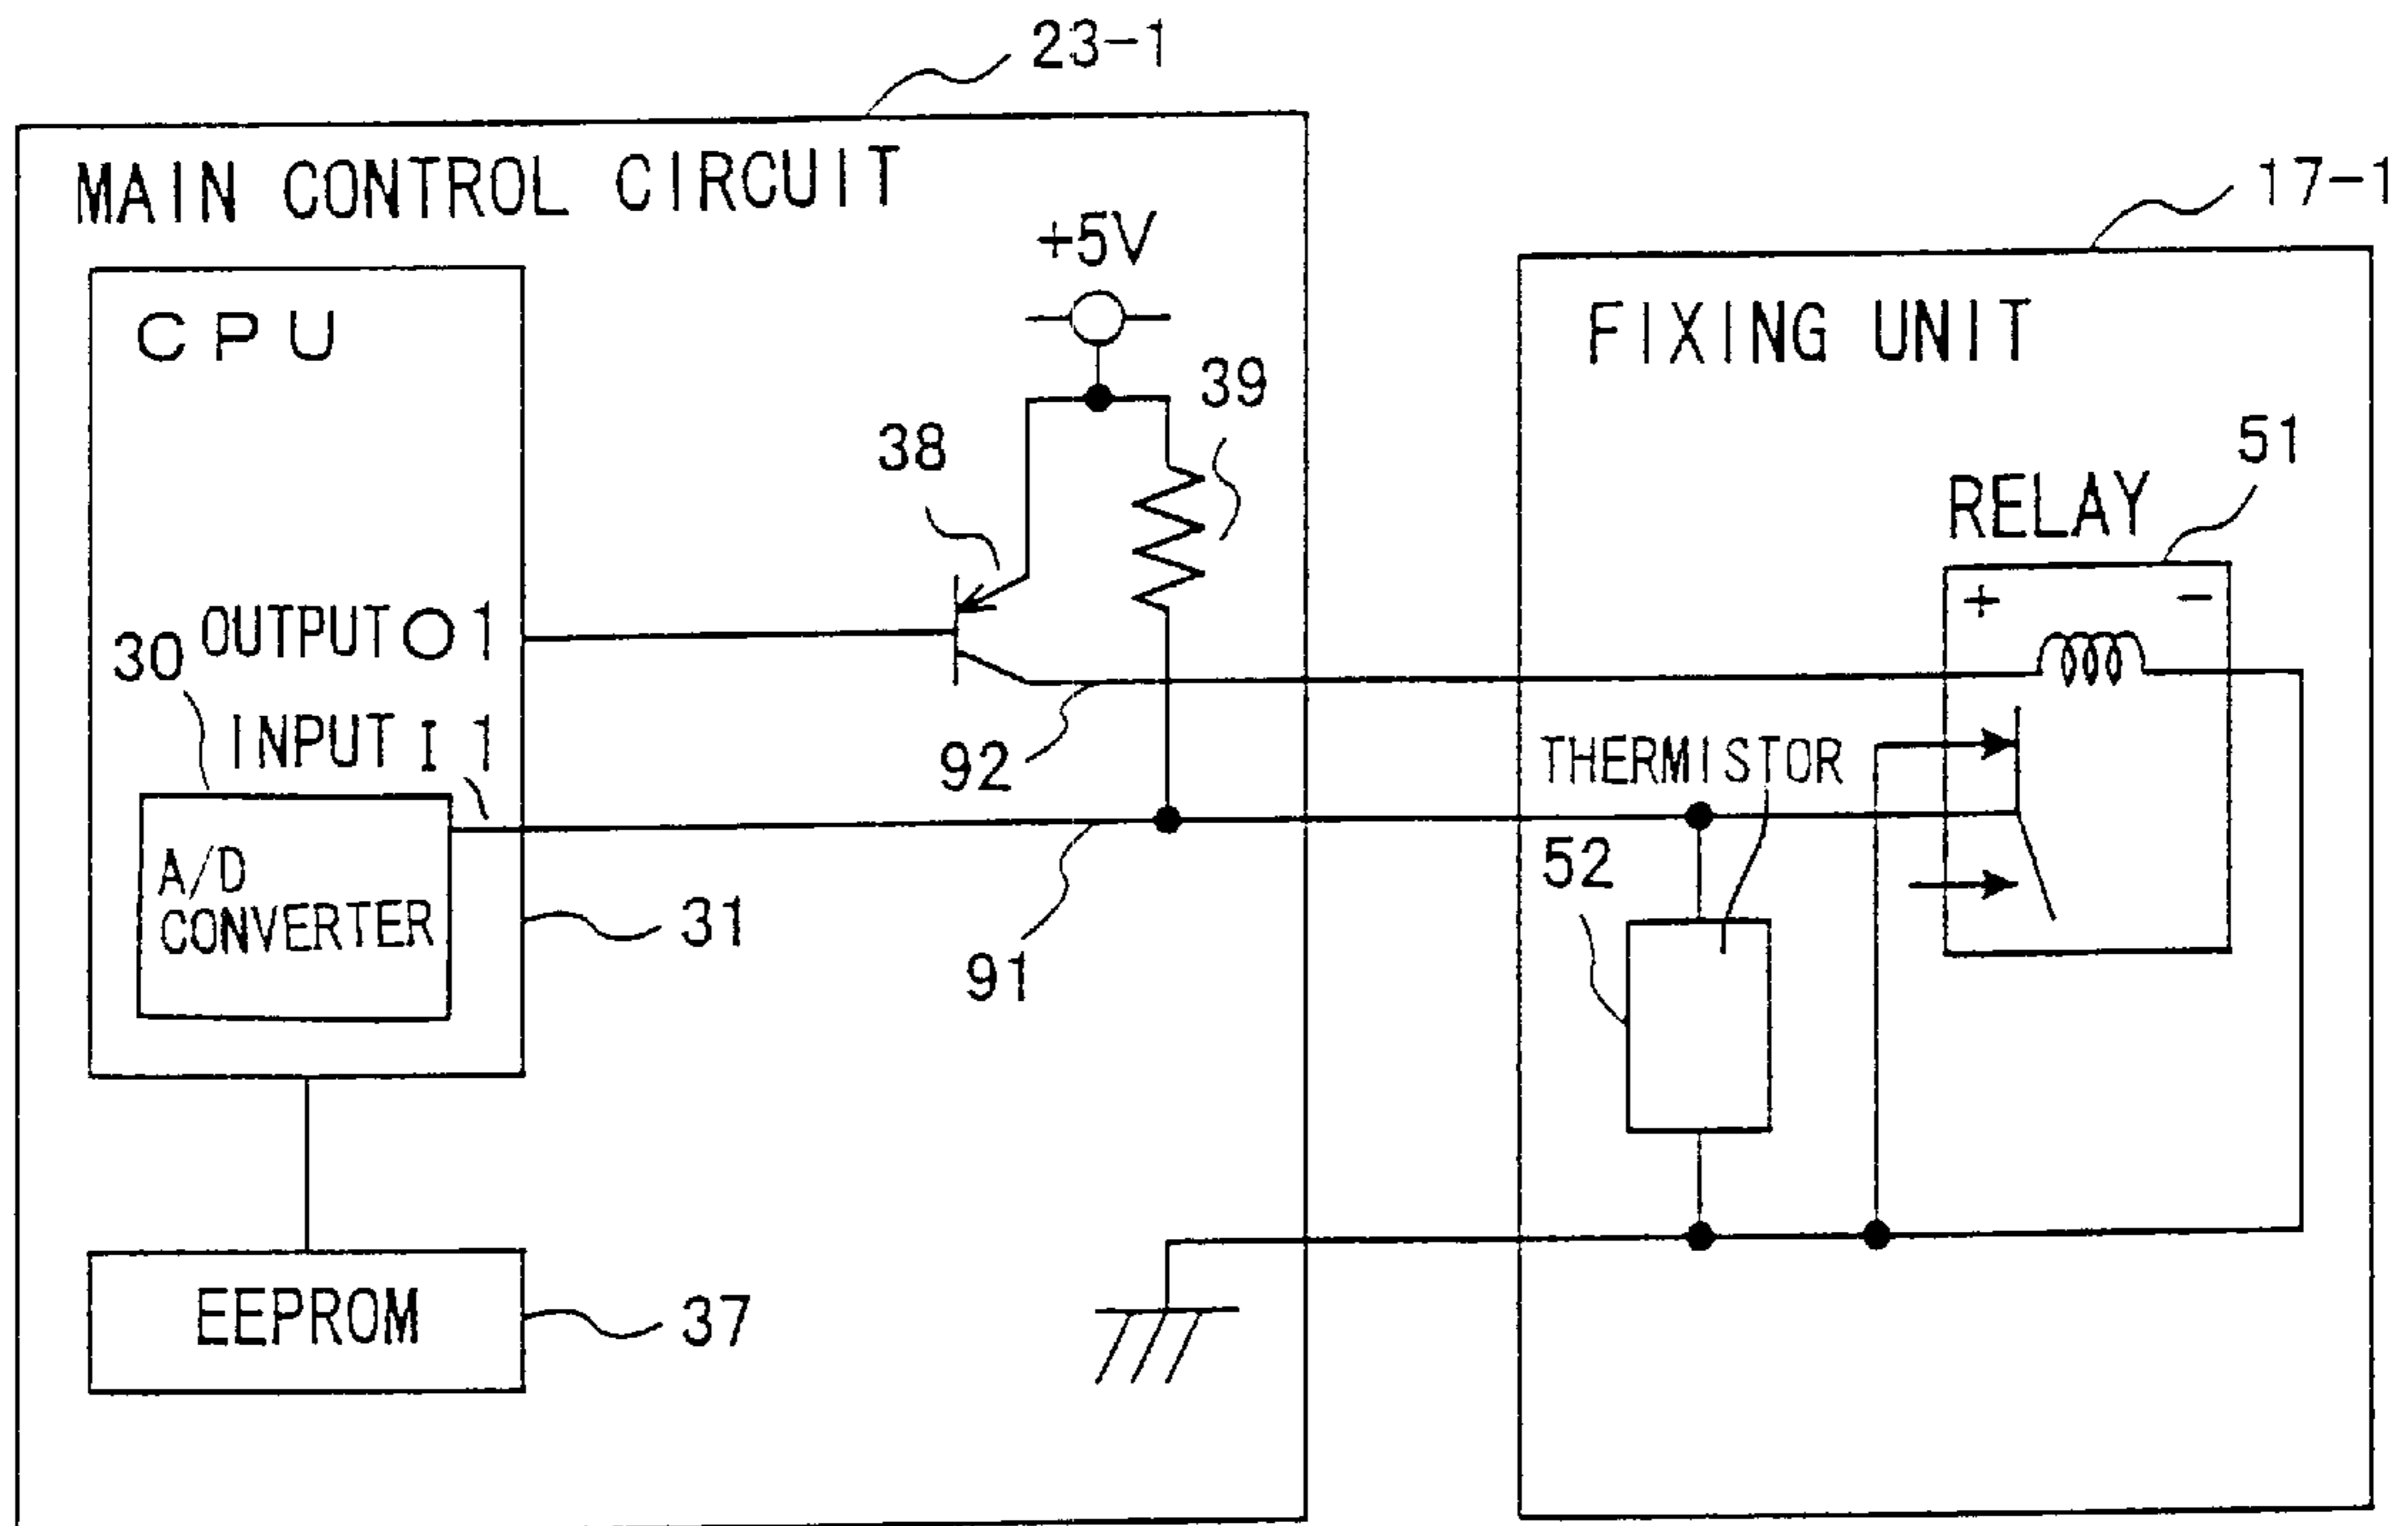 23-1
MAIN CONTROL CIRCUIT
17-1
+5V
CPU
FIXING UNIT
39
38
51
RELAY
+ −
OUTPUT O1
30
INPUT I1
92
THERMISTOR
A/D
CONVERTER
52
31
91
EEPROM
37